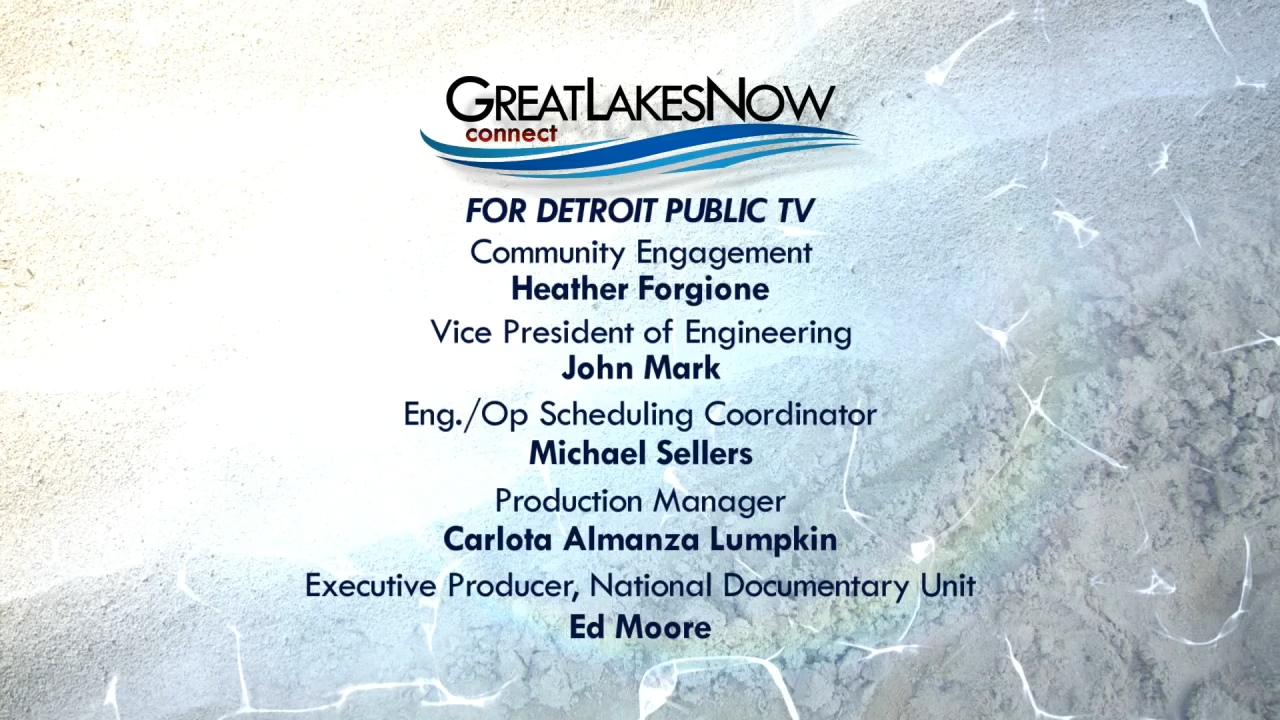 GREATLAKESNOW
connect
FOR DETROIT PUBLIC TV
Community Engagement
Heather Forgione
Vice President of Engineering
John Mark
Eng./Op Scheduling Coordinator
Michael Sellers
Production Manager
Carlota Almanza Lumpkin
Executive Producer, National Documentary Unit
Ed Moore